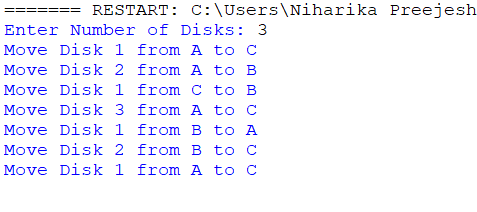 ======= RESTART: C:\Users\Niharika Preejesh
Enter Number of Disks: 3
Move Disk 1 from A to C
Move Disk 2 from A to B
Move Disk 1 from C to B
Move Disk 3 from A to C
Move Disk 1 from B to A
Move Disk 2 from B to C
Move Disk 1 from A to C